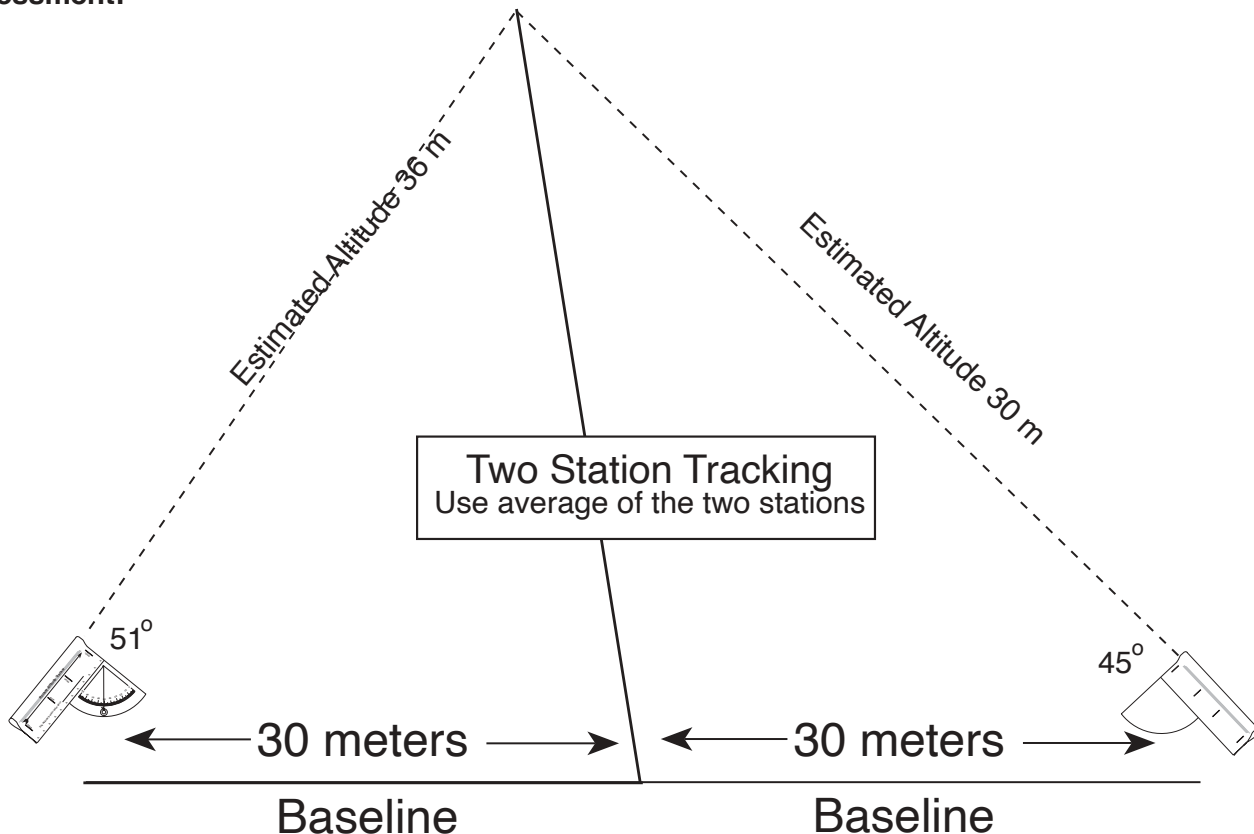 Estimated Altitude 36 m
Estimated Altitude 30 m
Two Station Tracking
Use average of the two stations
51°
45°
30 meters
30 meters
Baseline
Baseline